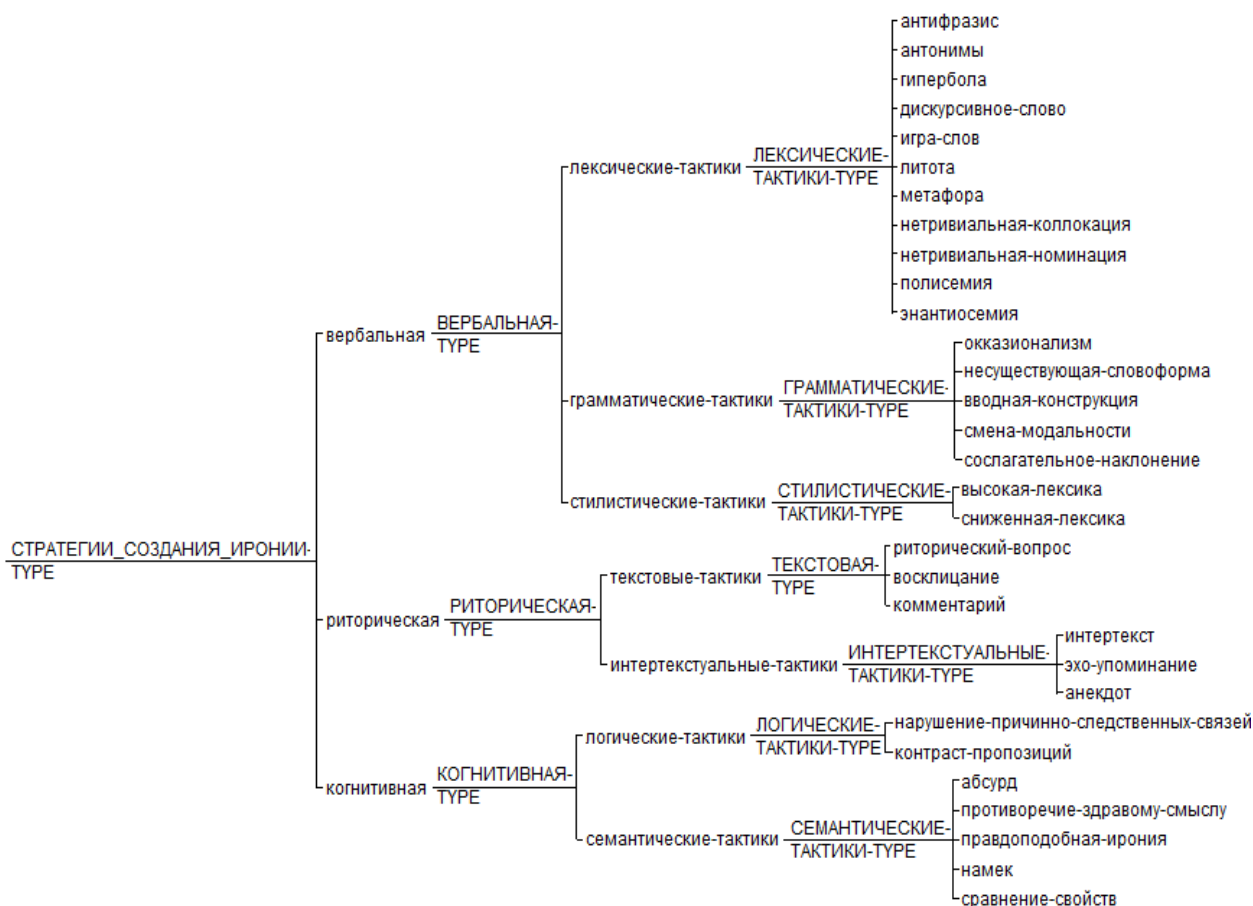 СТРАТЕГИИ_СОЗДАНИЯ_ИРОНИИ-
TYPE
вербальная
ВЕРБАЛЬНАЯ-
TYPE
лексические-тактики
ЛЕКСИЧЕСКИЕ-
ТАКТИКИ-TYPE
антифразис
антонимы
гипербола
дискурсивное-слово
игра-слов
литота
метафора
нетривиальная-коллокация
нетривиальная-номинация
полисемия
энантиосемия
грамматические-тактики
ГРАММАТИЧЕСКИЕ-
ТАКТИКИ-TYPE
окказионализм
несуществующая-словоформа
вводная-конструкция
смена-модальности
сослагательное-наклонение
стилистические-тактики
СТИЛИСТИЧЕСКИЕ-
ТАКТИКИ-TYPE
высокая-лексика
сниженная-лексика
риторическая
РИТОРИЧЕСКАЯ-
TYPE
текстовые-тактики
ТЕКСТОВАЯ-
TYPE
риторический-вопрос
восклицание
комментарий
интертекстуальные-тактики
ИНТЕРТЕКСТУАЛЬНЫЕ-
ТАКТИКИ-TYPE
интертекст
эхо-упоминание
анекдот
когнитивная
КОГНИТИВНАЯ-
TYPE
логические-тактики
ЛОГИЧЕСКИЕ-
ТАКТИКИ-TYPE
нарушение-причинно-следственных-связей
контраст-пропозиций
семантические-тактики
СЕМАНТИЧЕСКИЕ-
ТАКТИКИ-TYPE
абсурд
противоречие-здравому-смыслу
правдоподобная-ирония
намек
сравнение-свойств